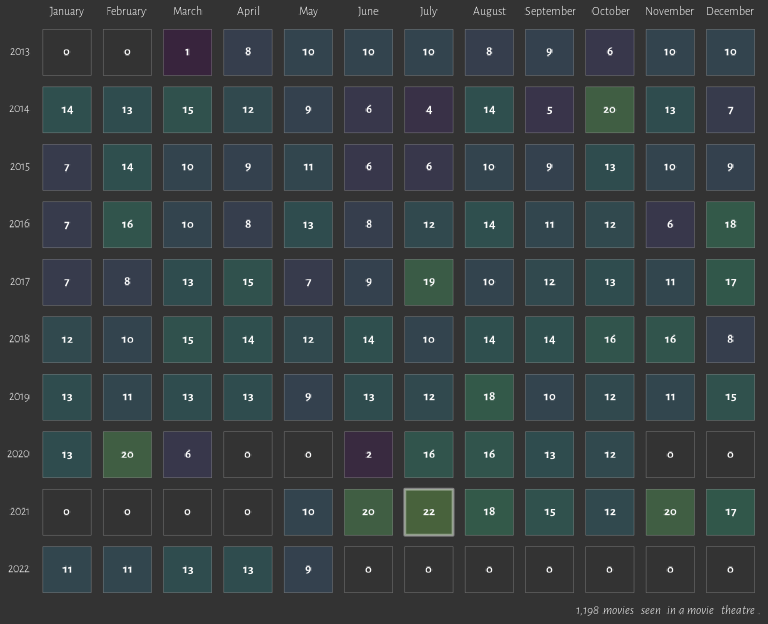 January February March April May June July August September October November December
2013 0 0 1 8 10 10 10 8 9 6 10 10
2014 14 13 15 12 9 6 4 14 5 20 13 7
2015 7 14 10 9 11 6 6 10 9 13 10 9
2016 7 16 10 8 13 8 12 14 11 12 6 18
2017 7 8 13 15 7 9 19 10 12 13 11 17
2018 12 10 15 14 12 14 10 14 14 16 16 8
2019 13 11 13 13 9 13 12 18 10 12 11 15
2020 13 20 6 0 0 2 16 16 13 12 0 0
2021 0 0 0 0 10 20 22 18 15 12 20 17
2022 11 11 13 13 9 0 0 0 0 0 0 0
1,198 movies seen in a movie theatre .